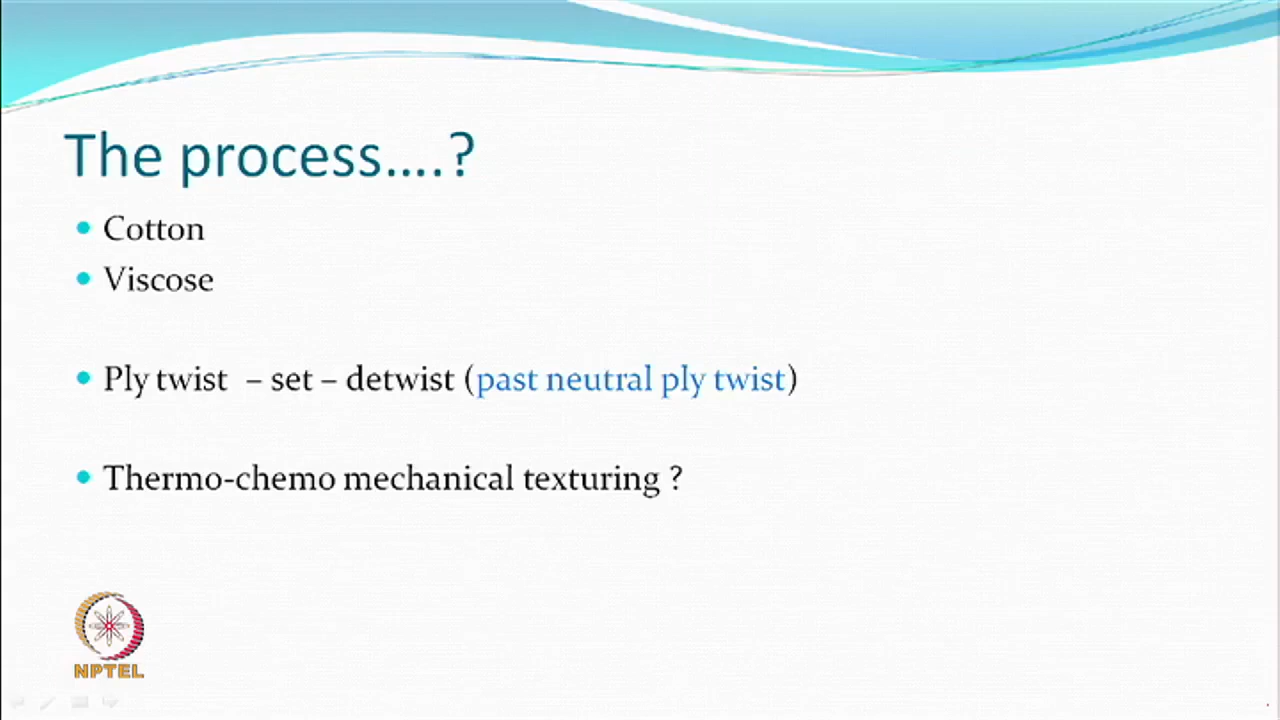 The process....?
Cotton
Viscose
Ply twist – set – detwist (past neutral ply twist)
Thermo-chemo mechanical texturing ?
NPTEL